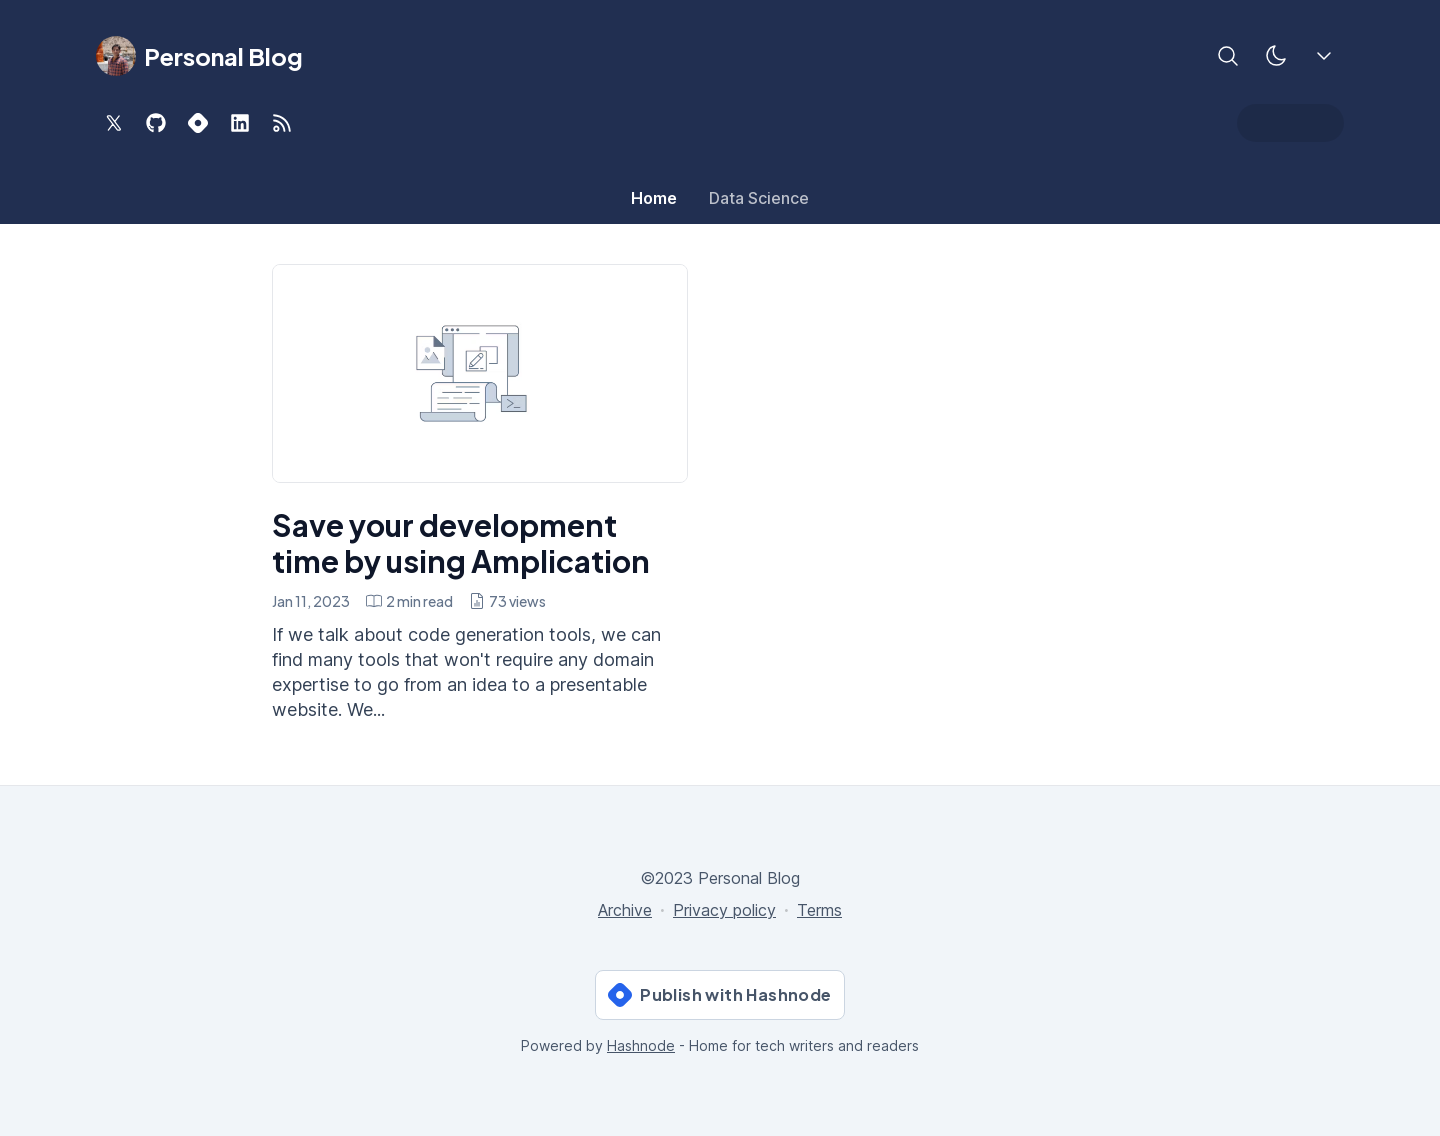 Personal Blog
Home
Data Science
Save your development
time by using Amplication
Jan 11, 2023
2 min read
73 views
If we talk about code generation tools, we can
find many tools that won't require any domain
expertise to go from an idea to a presentable
website. We...
©2023 Personal Blog
Archive · Privacy policy · Terms
Publish with Hashnode
Powered by Hashnode - Home for tech writers and readers